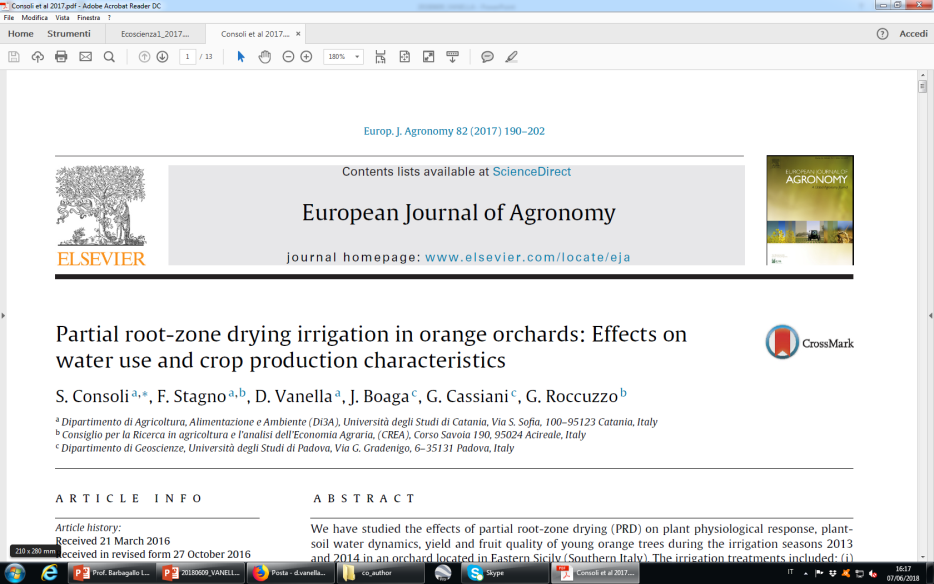 Consoli et al 2017.pdf - Adobe Acrobat Reader DC
File Modifica Vista Finestra ?
Home Strumenti Ecoscienza1_2017.... Consoli et al 2017.... × ? Accedi
1 / 13 180%
Europ. J. Agronomy 82 (2017) 190–202
Contents lists available at ScienceDirect
European Journal of Agronomy
journal homepage: www.elsevier.com/locate/eja
ELSEVIER
EUROPEAN JOURNAL OF
AGRONOMY
Partial root-zone drying irrigation in orange orchards: Effects on
water use and crop production characteristics
CrossMark
S. Consoli a,*, F. Stagno a,b, D. Vanella a, J. Boaga c, G. Cassiani c, G. Roccuzzo b
a Dipartimento di Agricoltura, Alimentazione e Ambiente (Di3A), Università degli Studi di Catania, Via S. Sofia, 100–95123 Catania, Italy
b Consiglio per la Ricerca in agricoltura e l'analisi dell'Economia Agraria, (CREA), Corso Savoia 190, 95024 Acireale, Italy
c Dipartimento di Geoscienze, Università degli Studi di Padova, Via G. Gradenigo, 6–35131 Padova, Italy
ARTICLE INFO
ABSTRACT
Article history:
Received 21 March 2016
Received in revised form 27 October 2016
We have studied the effects of partial root-zone drying (PRD) on plant physiological response, plant-
soil water dynamics, yield and fruit quality of young orange trees during the irrigation seasons 2013
and 2014 in an orchard located in Eastern Sicily (Southern Italy). The irrigation treatments included: (i)
210 x 280 mm
Prof. Barbagallo L... 20180609_VANELL... Posta - d.vanella... co_author Skype Consoli et al 2017.... IT 16:17
07/06/2018